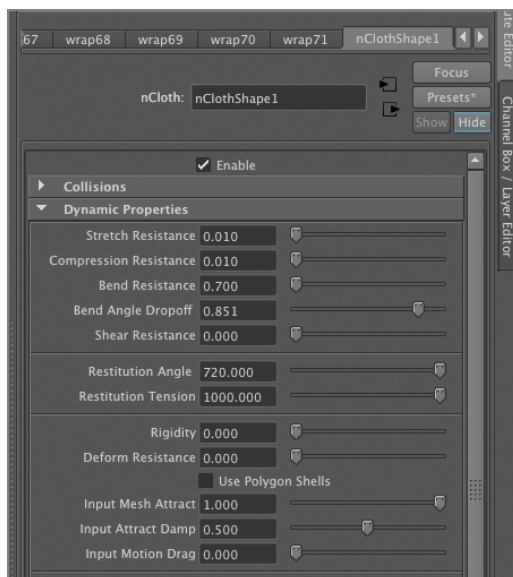 67 wrap68 wrap69 wrap70 wrap71 nClothShape1
Focus
nCloth: nClothShape1
Presets*
Show Hide
Enable
Collisions
Dynamic Properties
Stretch Resistance 0.010
Compression Resistance 0.010
Bend Resistance 0.700
Bend Angle Dropoff 0.851
Shear Resistance 0.000
Restitution Angle 720.000
Restitution Tension 1000.000
Rigidity 0.000
Deform Resistance 0.000
Use Polygon Shells
Input Mesh Attract 1.000
Input Attract Damp 0.500
Input Motion Drag 0.000
Editor
Channel Box / Layer Editor